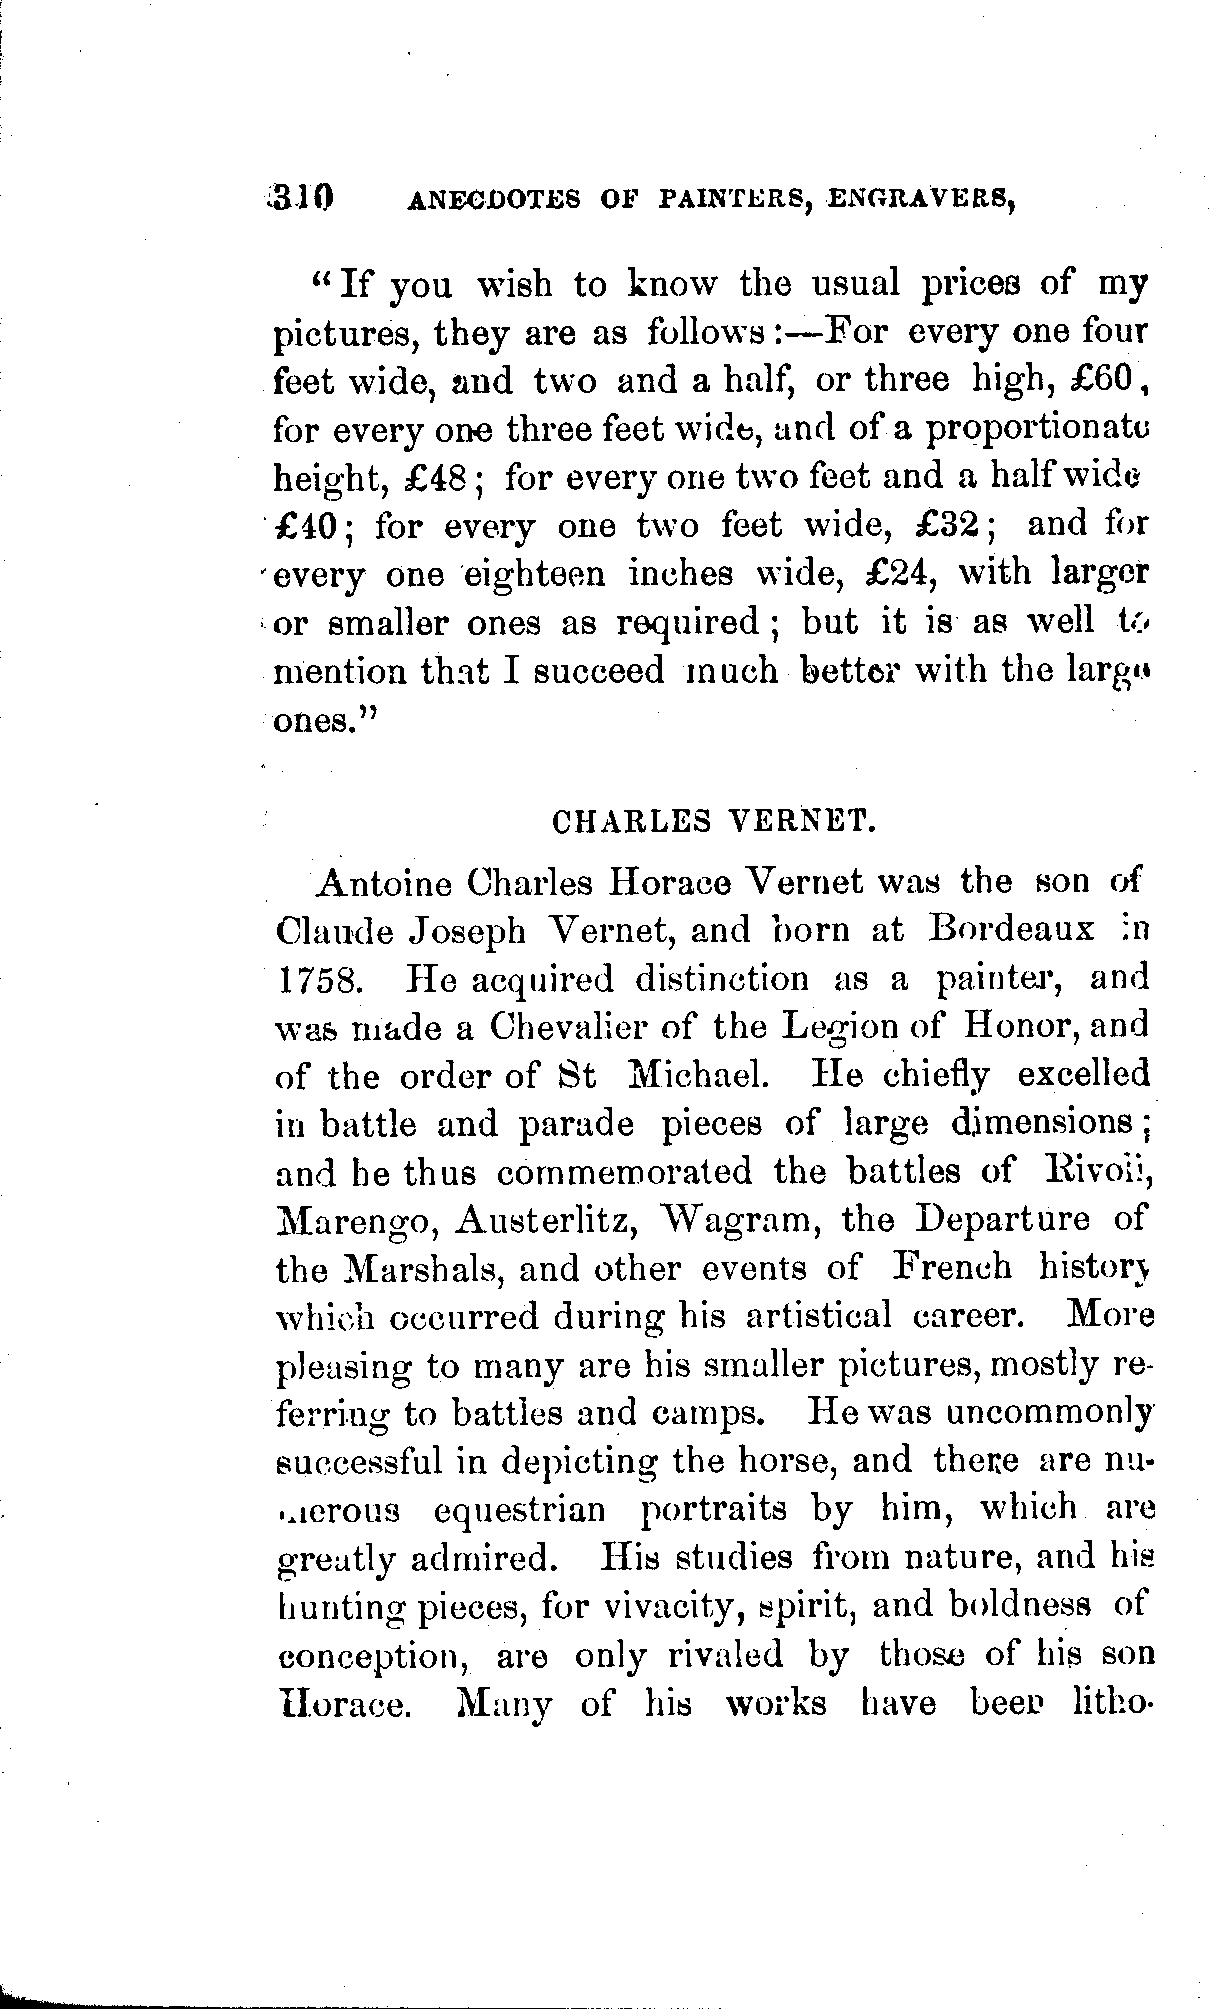 310 ANECDOTES OF PAINTERS, ENGRAVERS,
“If you wish to know the usual prices of my
pictures, they are as follows:—For every one four
feet wide, and two and a half, or three high, £60,
for every one three feet wide, and of a proportionate
height, £48; for every one two feet and a half wide
£40; for every one two feet wide, £32; and for
every one eighteen inches wide, £24, with larger
or smaller ones as required; but it is as well to
mention that I succeed much better with the large
ones.”
CHARLES VERNET.
Antoine Charles Horace Vernet was the son of
Claude Joseph Vernet, and born at Bordeaux in
1758. He acquired distinction as a painter, and
was made a Chevalier of the Legion of Honor, and
of the order of St Michael. He chiefly excelled
in battle and parade pieces of large dimensions;
and he thus commemorated the battles of Rivoli,
Marengo, Austerlitz, Wagram, the Departure of
the Marshals, and other events of French history
which occurred during his artistical career. More
pleasing to many are his smaller pictures, mostly re-
ferring to battles and camps. He was uncommonly
successful in depicting the horse, and there are nu-
merous equestrian portraits by him, which are
greatly admired. His studies from nature, and his
hunting pieces, for vivacity, spirit, and boldness of
conception, are only rivaled by those of his son
Horace. Many of his works have been litho-